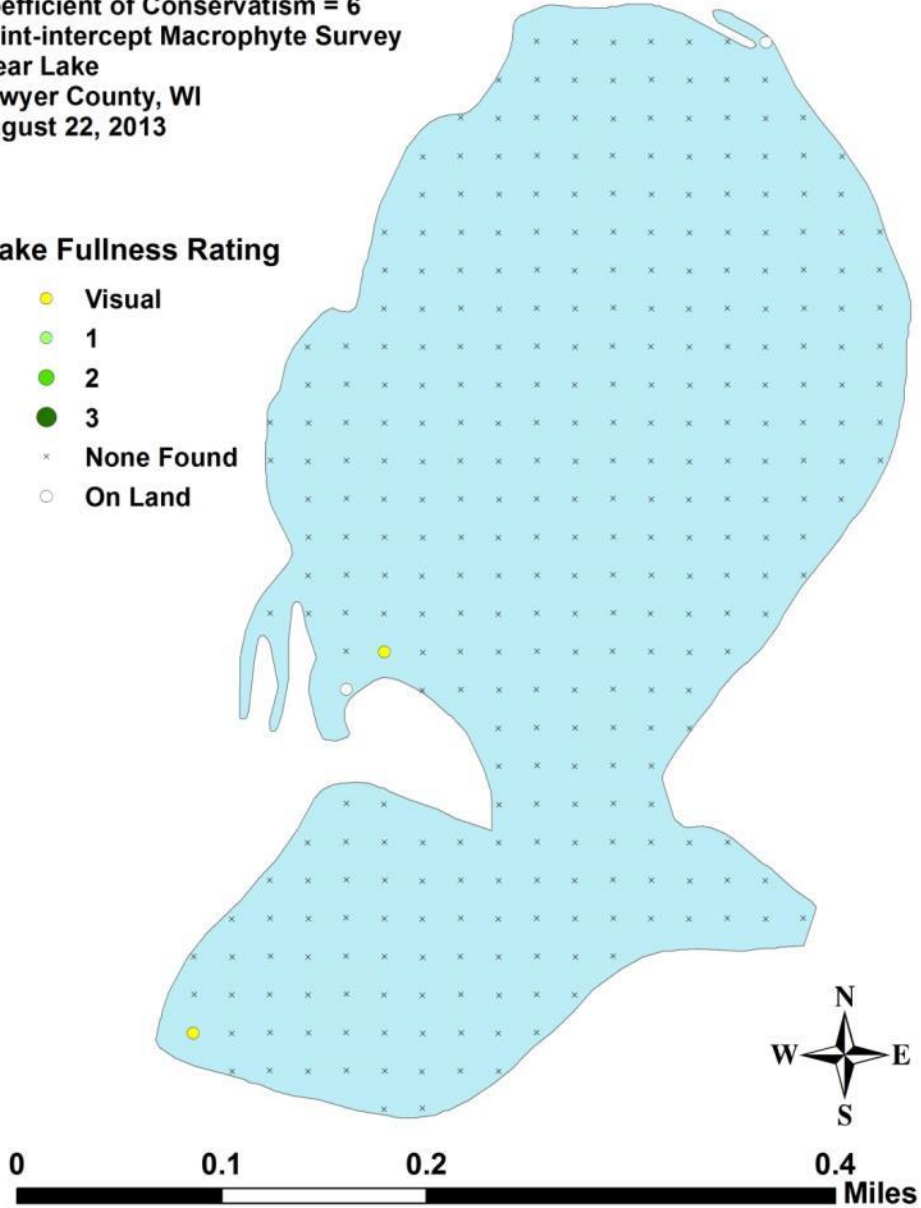 efficient of Conservatism = 6
int-intercept Macrophyte Survey
ear Lake
wyer County, WI
gust 22, 2013
ake Fullness Rating
Visual
1
2
3
None Found
On Land
N
W E
S
0 0.1 0.2 0.4
Miles